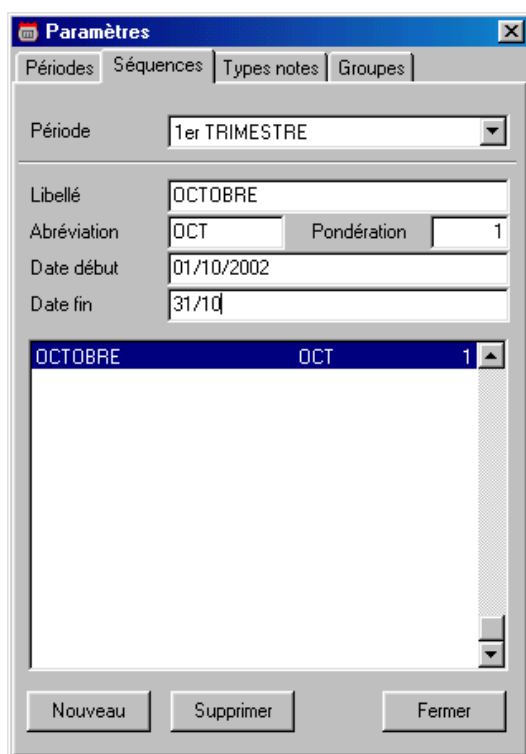 Paramètres
Périodes Séquences Types notes Groupes
Période 1er TRIMESTRE
Libellé OCTOBRE
Abréviation OCT Pondération 1
Date début 01/10/2002
Date fin 31/10
OCTOBRE OCT 1
Nouveau Supprimer Fermer